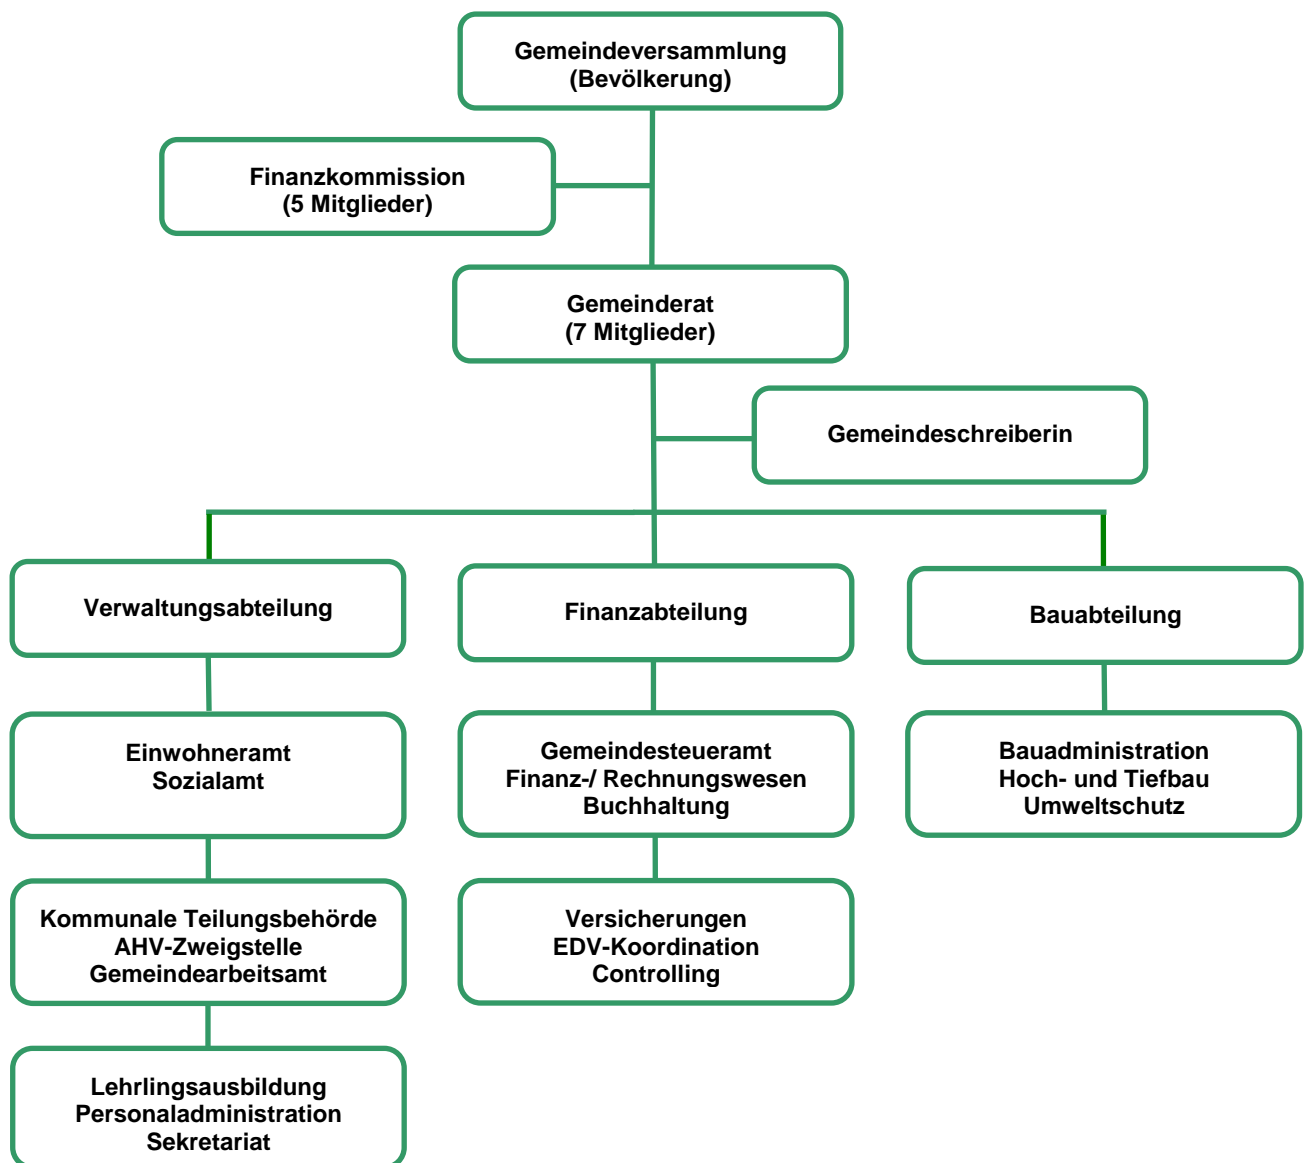 Gemeindeversammlung
(Bevölkerung)
Finanzkommission
(5 Mitglieder)
Gemeinderat
(7 Mitglieder)
Gemeindeschreiberin
Verwaltungsabteilung
Finanzabteilung
Bauabteilung
Einwohneramt
Sozialamt
Gemeindesteueramt
Finanz-/ Rechnungswesen
Buchhaltung
Bauadministration
Hoch- und Tiefbau
Umweltschutz
Kommunale Teilungsbehörde
AHV-Zweigstelle
Gemeindearbeitsamt
Versicherungen
EDV-Koordination
Controlling
Lehrlingsausbildung
Personaladministration
Sekretariat